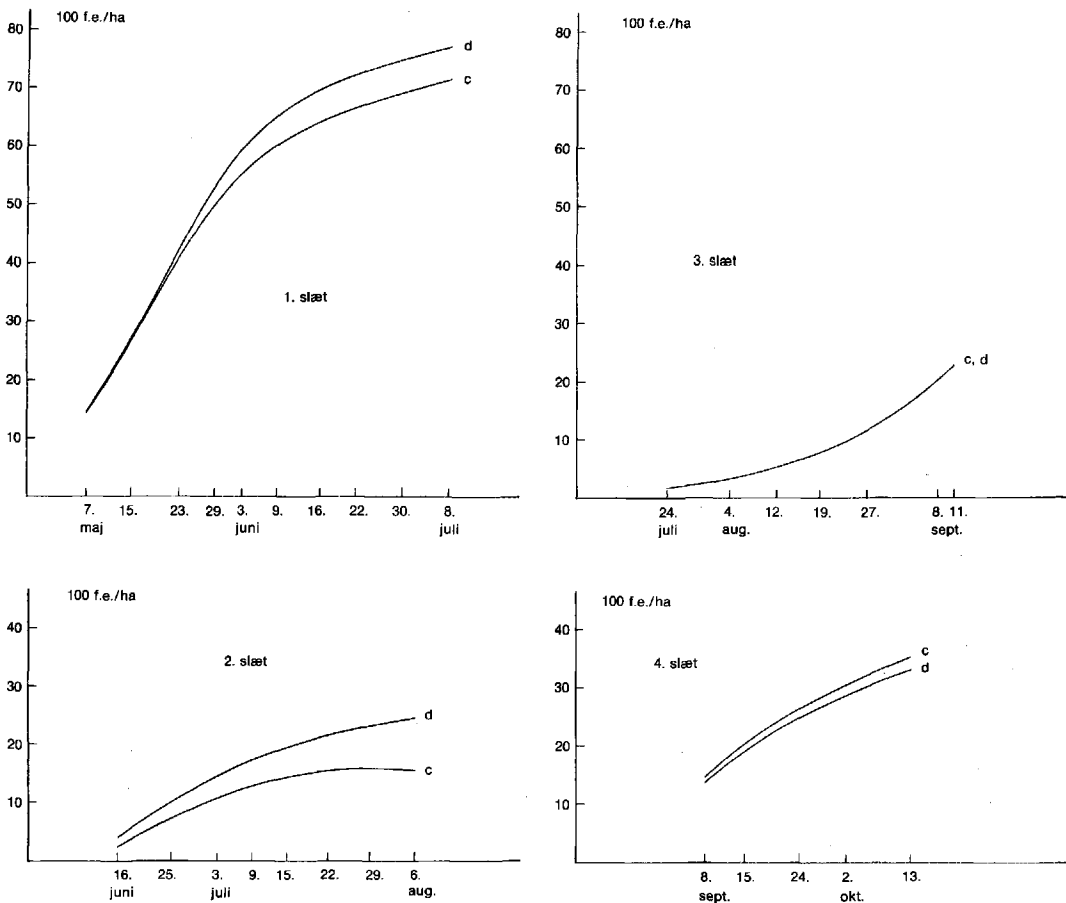 100 f.e./ha
80
70
60
50
40
30
20
10
d
c
1. slæt
7. 15. 23. 29. 3. 9. 16. 22. 30. 8.
maj juni juli
100 f.e./ha
80
70
60
50
40
30
20
10
3. slæt
c, d
24. 4. 12. 19. 27. 8. 11.
juli aug. sept.
100 f.e./ha
40
30
20
10
2. slæt
d
c
16. 25. 3. 9. 15. 22. 29. 6.
juni juli aug.
100 f.e./ha
40
30
20
10
4. slæt
c
d
8. 15. 24. 2. 13.
sept. okt.